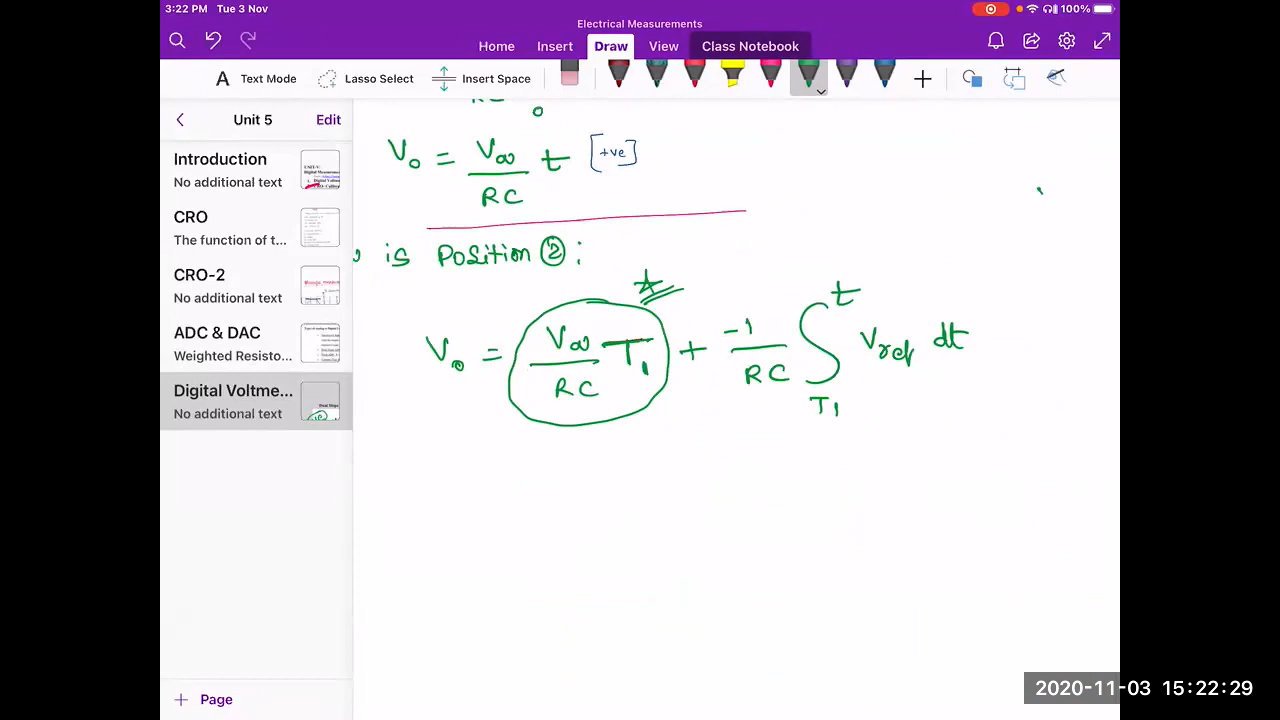 3:22 PM Tue 3 Nov
100%
Electrical Measurements
Home Insert Draw View Class Notebook
A Text Mode Lasso Select Insert Space
Unit 5 Edit
Introduction
No additional text
CRO
The function of t...
CRO-2
No additional text
ADC & DAC
Weighted Resisto...
Digital Voltme...
No additional text
+ Page
V₀ = V∞/RC t [+ve]
is Position ②:
V₀ = V∞/RC T₁ + -1/RC ∫ₜ₁ᵗ Vref dt
2020-11-03 15:22:29